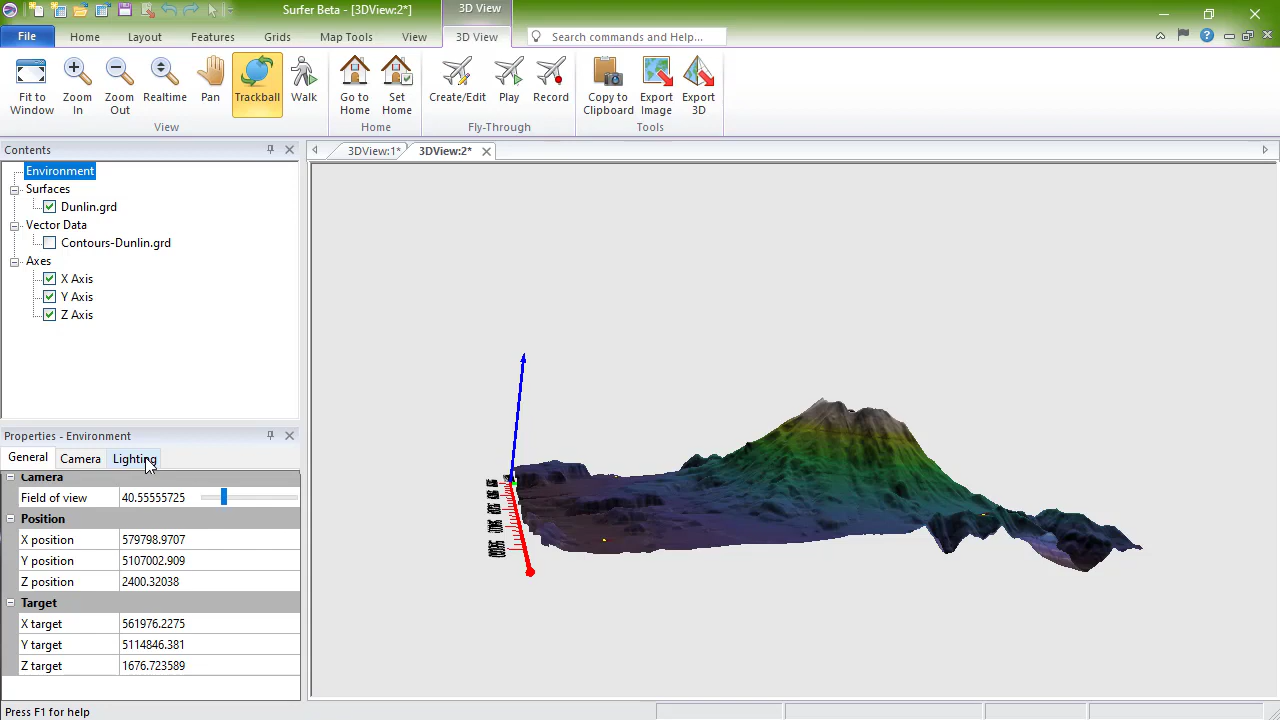 Surfer Beta - [3DView:2*]
3D View
File
Home
Layout
Features
Grids
Map Tools
View
3D View
Search commands and Help...
Fit to Window
Zoom In
Zoom Out
Realtime
Pan
Trackball
Walk
Go to Home
Set Home
Create/Edit
Play
Record
Copy to Clipboard
Export Image
Export 3D
View
Home
Fly-Through
Tools
Contents
3DView:1*
3DView:2*
Environment
Surfaces
Dunlin.grd
Vector Data
Contours-Dunlin.grd
Axes
X Axis
Y Axis
Z Axis
Properties - Environment
General
Camera
Lighting
Camera
Field of view 40.55555725
Position
X position 579798.9707
Y position 5107002.909
Z position 2400.32038
Target
X target 561976.2275
Y target 5114846.381
Z target 1676.723589
Press F1 for help